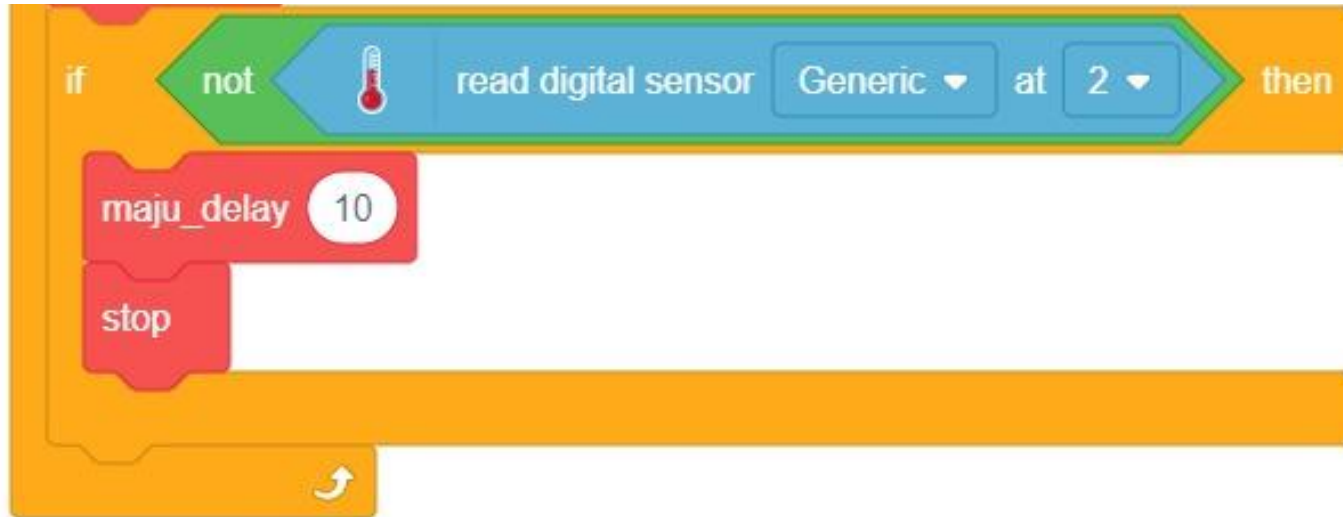 if not read digital sensor Generic at 2 then
maju_delay 10
stop